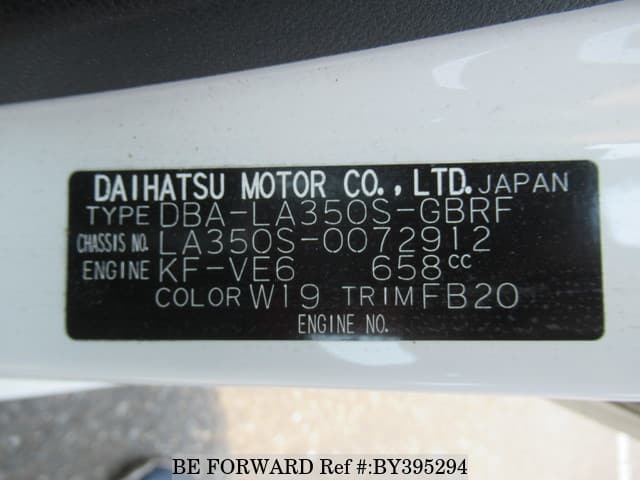 DAIHATSU MOTOR CO., LTD. JAPAN
TYPE DBA-LA350S-GBRF
CHASSIS NO. LA350S-0072912
ENGINE KF-VE6 658cc
COLOR W19 TRIM FB20
ENGINE NO.
BE FORWARD Ref #:BY395294